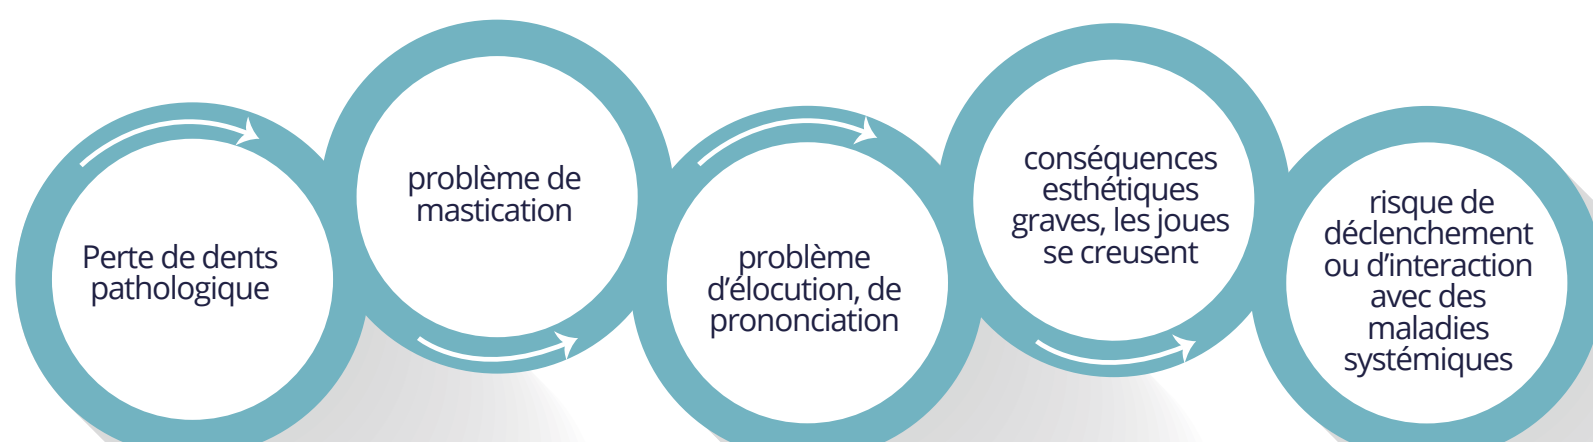 Perte de dents
pathologique
problème de
mastication
problème
d’élocution, de
prononciation
conséquences
esthétiques
graves, les joues
se creusent
risque de
déclenchement
ou d’interaction
avec des
maladies
systémiques